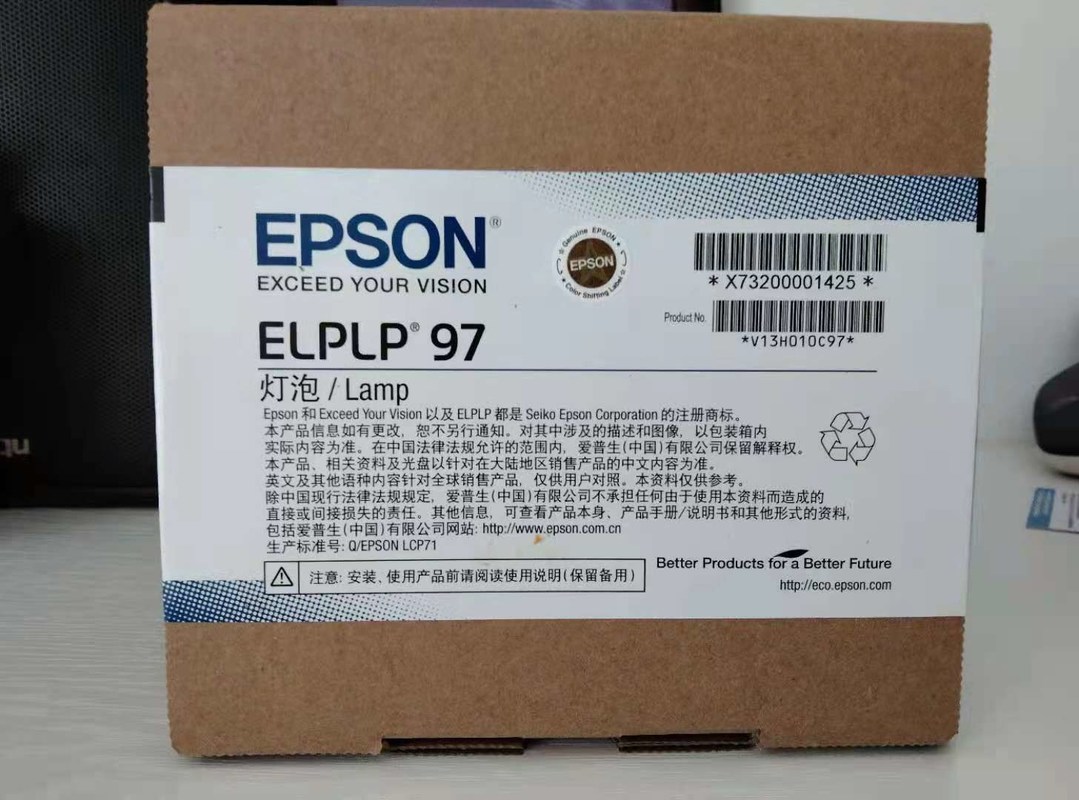 EPSON®
EXCEED YOUR VISION
Genuine EPSON
EPSON
Color Shifting Label
*X73200001425*
Product No.
*V13H010C97*
ELPLP® 97
灯泡 / Lamp
Epson 和 Exceed Your Vision 以及 ELPLP 都是 Seiko Epson Corporation 的注册商标。
本产品信息如有更改，恕不另行通知。对其中涉及的描述和图像，以包装箱内
实际内容为准。在中国法律法规允许的范围内，爱普生(中国)有限公司保留解释权。
本产品、相关资料及光盘以针对在大陆地区销售产品的中文内容为准。
英文及其他语种内容针对全球销售产品，仅供用户对照。本资料仅供参考。
除中国现行法律法规规定，爱普生(中国)有限公司不承担任何由于使用本资料而造成的
直接或间接损失的责任。其他信息，可查看产品本身、产品手册/说明书和其他形式的资料，
包括爱普生(中国)有限公司网站: http://www.epson.com.cn
生产标准号: Q/EPSON LCP71
注意: 安装、使用产品前请阅读使用说明(保留备用)
Better Products for a Better Future
http://eco.epson.com